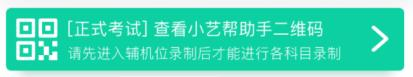 [正式考试] 查看小艺帮助手二维码
请先进入辅机位录制后才能进行各科目录制